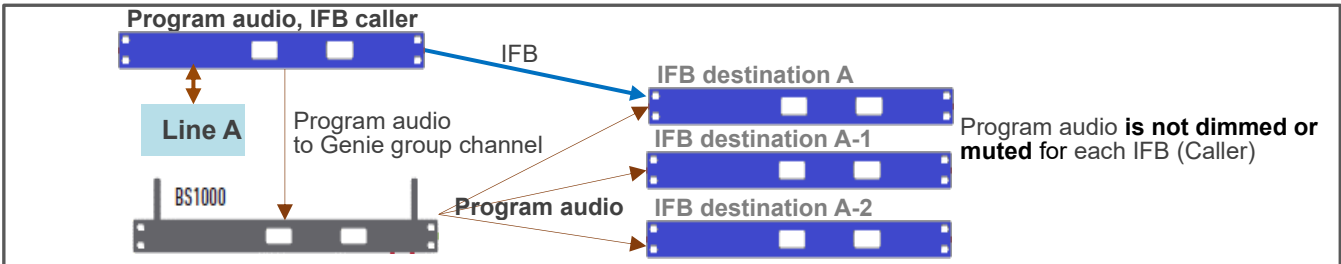 Program audio, IFB caller
IFB
IFB destination A
Line A
Program audio
to Genie group channel
IFB destination A-1
Program audio is not dimmed or
muted for each IFB (Caller)
BS1000
Program audio
IFB destination A-2